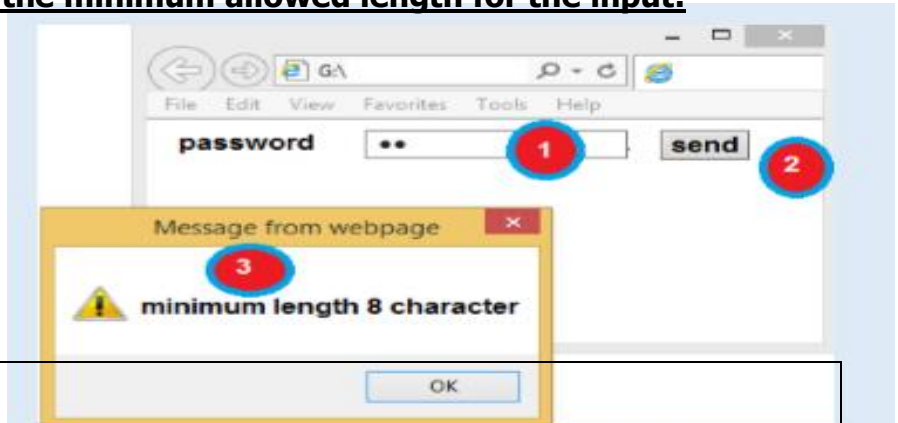 the minimum allowed length for the input.
G:\
File Edit View Favorites Tools Help
password
1
send
2
Message from webpage
3
minimum length 8 character
OK